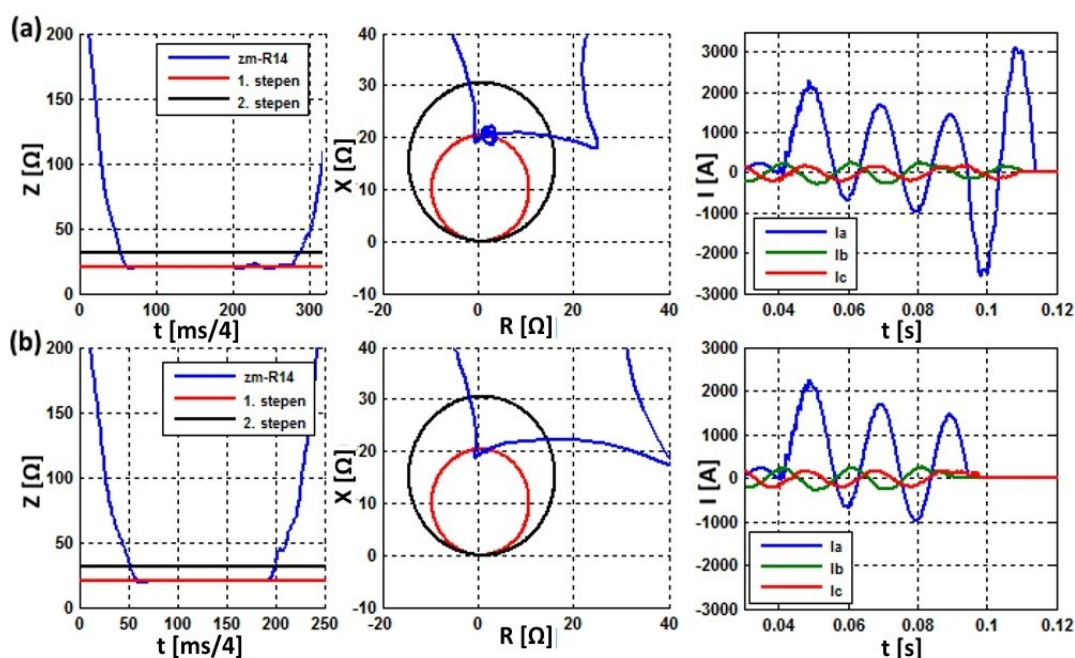 (a)
200
150
100
50
0
Z [Ω]
zm-R14
1. stepen
2. stepen
0 100 200 300
t [ms/4]
40
30
20
10
0
-10
X [Ω]
-20 0 20 40
R [Ω]
3000
2000
1000
0
-1000
-2000
-3000
I [A]
Ia
Ib
Ic
0.04 0.06 0.08 0.1 0.12
t [s]
(b)
200
150
100
50
0
Z [Ω]
zm-R14
1. stepen
2. stepen
0 50 100 150 200 250
t [ms/4]
40
30
20
10
0
-10
X [Ω]
-20 0 20 40
R [Ω]
3000
2000
1000
0
-1000
-2000
-3000
I [A]
Ia
Ib
Ic
0.04 0.06 0.08 0.1 0.12
t [s]